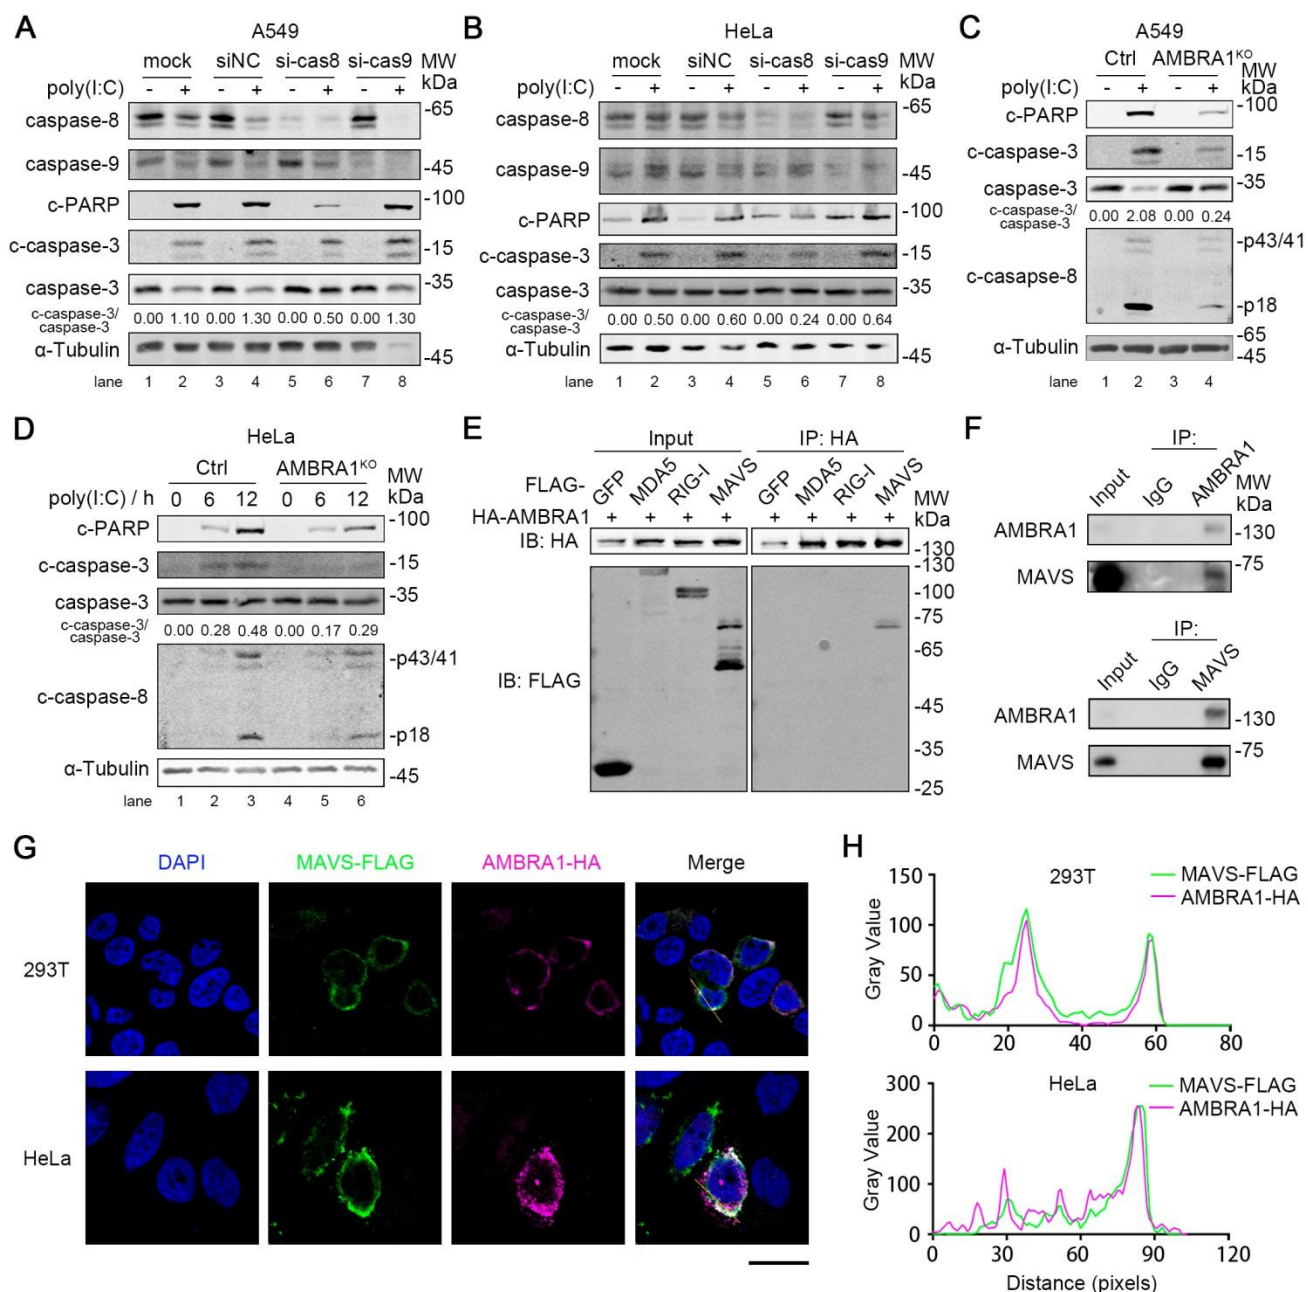 A
A549
mock siNC si-cas8 si-cas9 MW kDa
poly(I:C) - + - + - + - +
caspase-8 -65
caspase-9 -45
c-PARP -100
c-caspase-3 -15
caspase-3 -35
c-caspase-3/caspase-3 0.00 1.10 0.00 1.30 0.00 0.50 0.00 1.30
α-Tubulin -45
lane 1 2 3 4 5 6 7 8
B
HeLa
mock siNC si-cas8 si-cas9 MW kDa
poly(I:C) - + - + - + - +
caspase-8 -65
caspase-9 -45
c-PARP -100
c-caspase-3 -15
caspase-3 -35
c-caspase-3/caspase-3 0.00 0.50 0.00 0.60 0.00 0.24 0.00 0.64
α-Tubulin -45
lane 1 2 3 4 5 6 7 8
C
A549
Ctrl AMBRA1KO MW kDa
poly(I:C) - + - +
c-PARP -100
c-caspase-3 -15
caspase-3 -35
c-caspase-3/caspase-3 0.00 2.08 0.00 0.24
-p43/41
c-casapse-8
-p18
-65
α-Tubulin -45
lane 1 2 3 4
D
HeLa
Ctrl AMBRA1KO MW kDa
poly(I:C) / h 0 6 12 0 6 12
c-PARP -100
c-caspase-3 -15
caspase-3 -35
c-caspase-3/caspase-3 0.00 0.28 0.48 0.00 0.17 0.29
-p43/41
c-caspase-8
-p18
α-Tubulin -45
lane 1 2 3 4 5 6
E
Input IP: HA
FLAG- GFP MDA5 RIG-I MAVS GFP MDA5 RIG-I MAVS MW kDa
HA-AMBRA1 + + + + + + + +
IB: HA -130
-130
-100
-75
-65
IB: FLAG
-45
-35
-25
F
IP:
Input IgG AMBRA1 MW kDa
AMBRA1 -130
MAVS -75
IP:
Input IgG MAVS
AMBRA1 -130
MAVS -75
G
DAPI MAVS-FLAG AMBRA1-HA Merge
293T
HeLa
H
293T
MAVS-FLAG
AMBRA1-HA
Gray Value
150
100
50
0
0 20 40 60 80
HeLa
MAVS-FLAG
AMBRA1-HA
Gray Value
300
200
100
0
0 30 60 90 120
Distance (pixels)